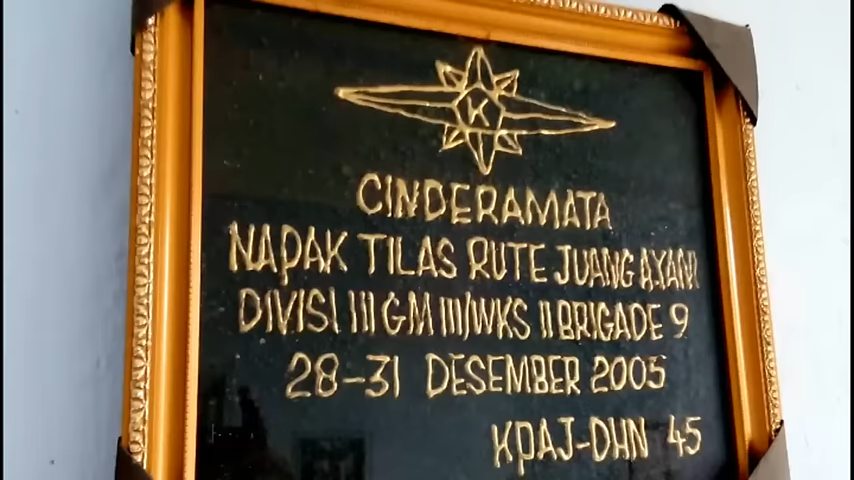 K
CINDERAMATA
NAPAK TILAS RUTE JUANG A.YANI
DIVISI III GM III/WKS II BRIGADE 9
28-31 DESEMBER 2005
KPAJ-DHN 45